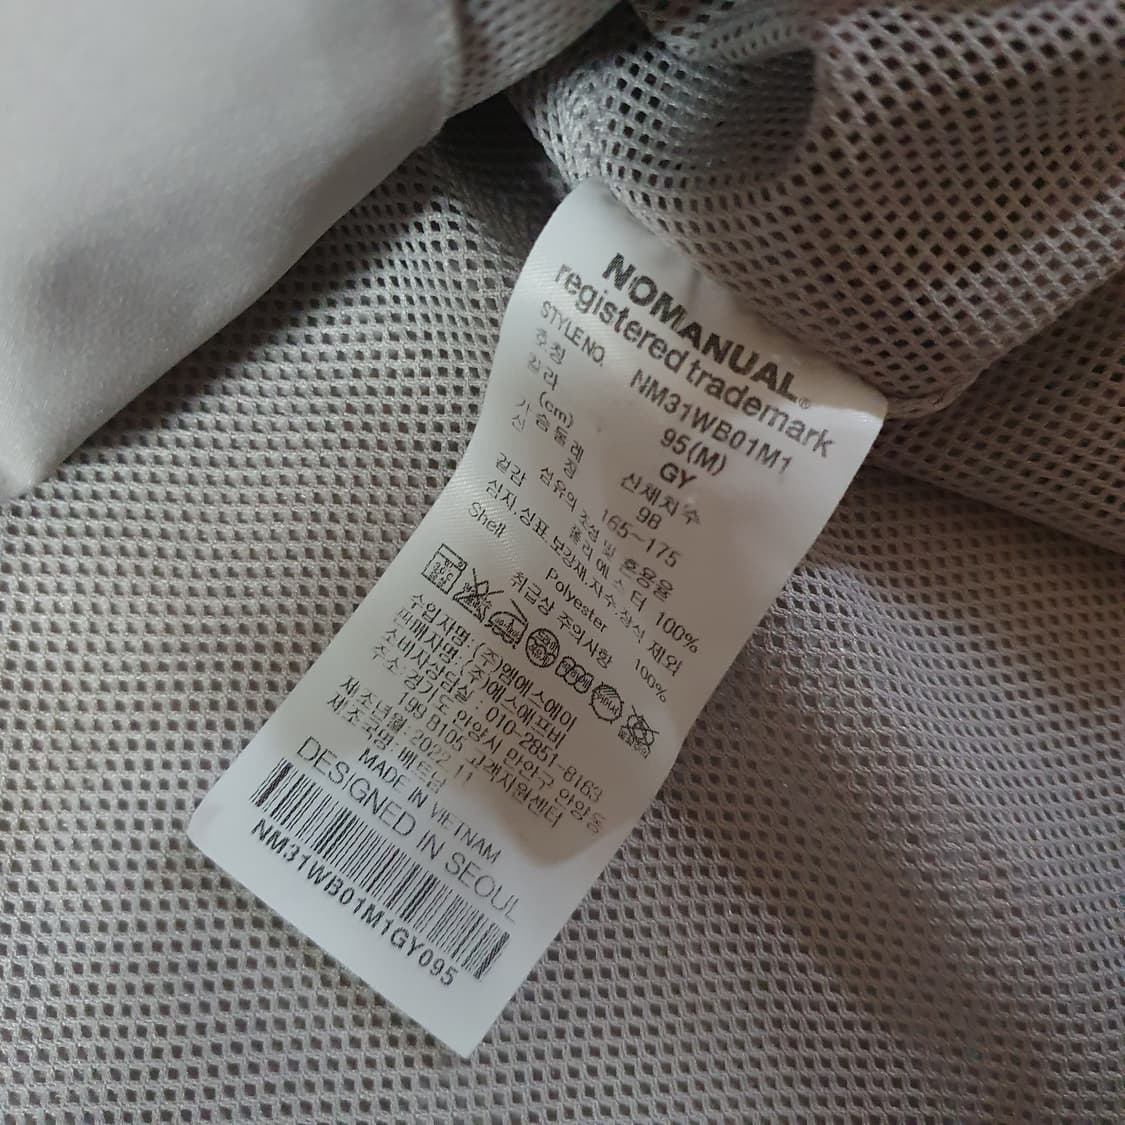 NOMANUAL®
registered trademark
STYLE NO. NM31WB01M1
호칭 95(M)
컬러 GY
(cm) 신체치수
가슴둘레 98
신장 165~175
섬유의 조성 및 혼용율
겉감 폴리에스터 100%
심지,상표,보강재,자수,장식 제외
Shell Polyester 100%
취급상 주의사항
수입자명: (주)엠에스에이
판매자명: (주)에스에프비
소비자상담실: 010-2851-8163
주소: 경기도 안양시 만안구 안양동
199 B105 고객지원센터
제조년월: 2022.11
제조국명: 베트남
MADE IN VIETNAM
DESIGNED IN SEOUL
NM31WB01M1GY095